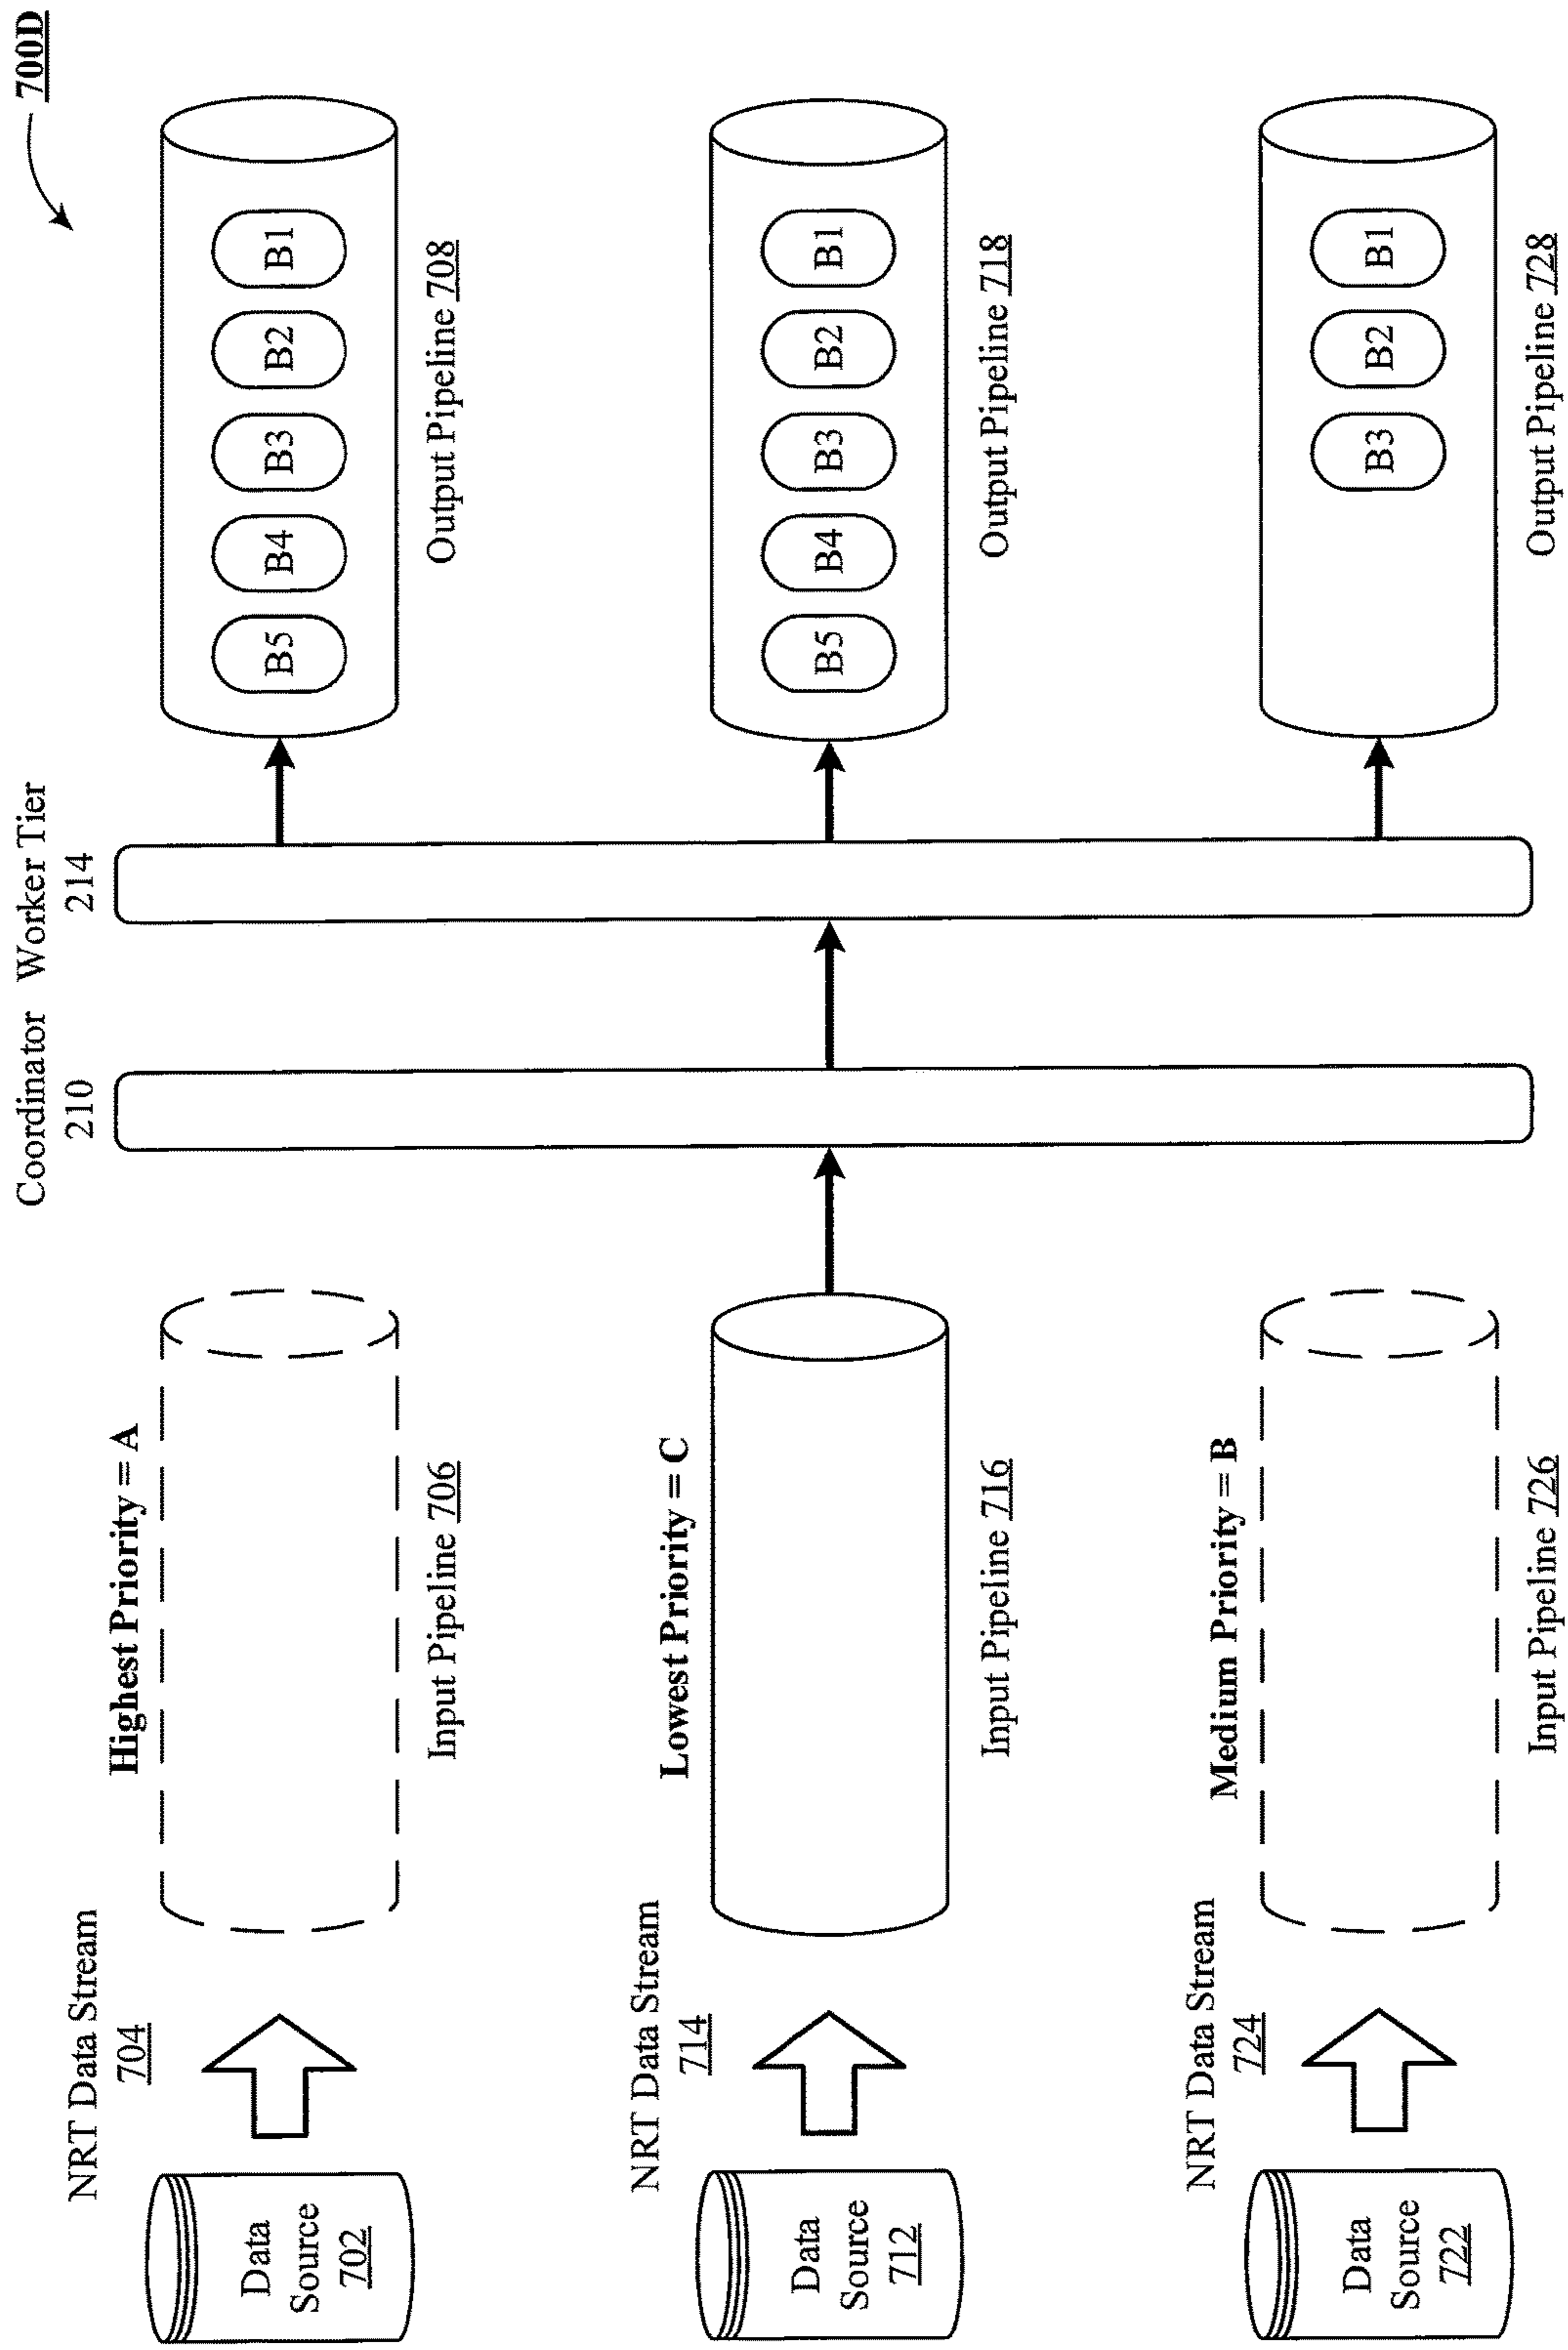 700D
Coordinator
210
Worker Tier
214
NRT Data Stream
704
Highest Priority = A
Data
Source
702
Input Pipeline 706
B5
B4
B3
B2
B1
Output Pipeline 708
NRT Data Stream
714
Lowest Priority = C
Data
Source
712
Input Pipeline 716
B5
B4
B3
B2
B1
Output Pipeline 718
NRT Data Stream
724
Medium Priority = B
Data
Source
722
Input Pipeline 726
B3
B2
B1
Output Pipeline 728